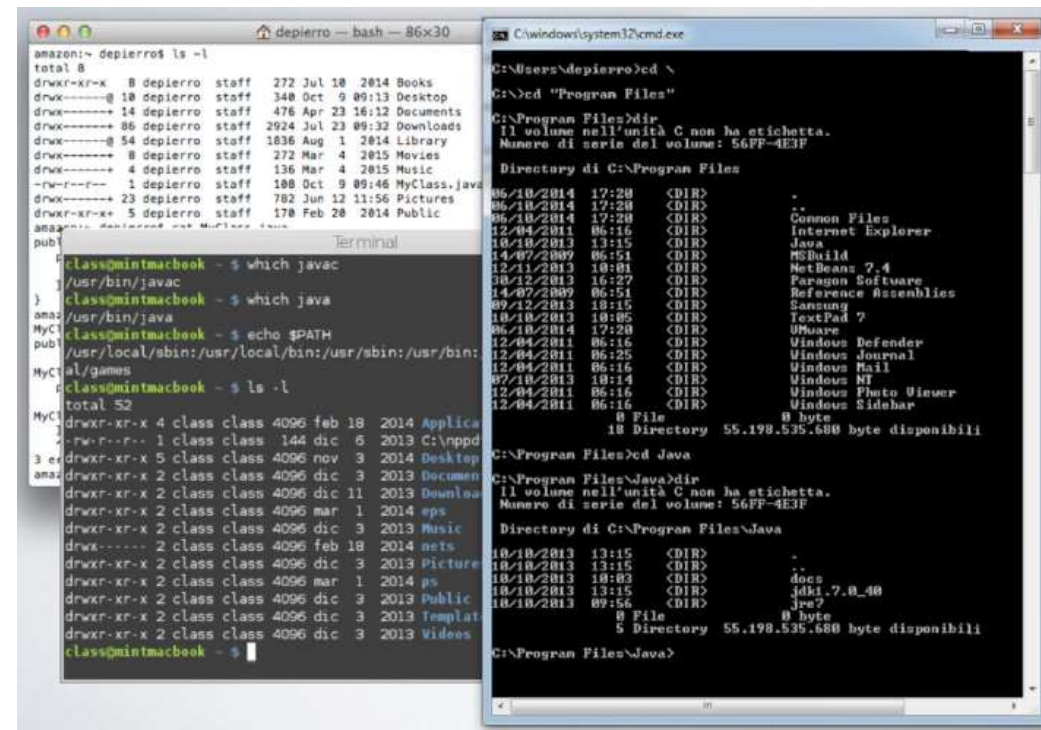 depierro — bash — 86×30
amazon:~ depierro$ ls -l
total 8
drwxr-xr-x 8 depierro staff 272 Jul 10 2014 Books
drwx------@ 10 depierro staff 340 Oct 9 09:13 Desktop
drwx------+ 14 depierro staff 476 Apr 23 16:12 Documents
drwx------+ 86 depierro staff 2924 Jul 23 09:32 Downloads
drwx------@ 54 depierro staff 1836 Aug 1 2014 Library
drwx------+ 8 depierro staff 272 Mar 4 2015 Movies
drwx------+ 4 depierro staff 136 Mar 4 2015 Music
-rw-r--r-- 1 depierro staff 108 Oct 9 09:46 MyClass.java
drwx------+ 23 depierro staff 782 Jun 12 11:56 Pictures
drwxr-xr-x+ 5 depierro staff 170 Feb 20 2014 Public
publ
}
MyCl
publ
MyCl
MyCl
Terminal
class@mintmacbook ~ $ which javac
/usr/bin/javac
class@mintmacbook ~ $ which java
/usr/bin/java
class@mintmacbook ~ $ echo $PATH
/usr/local/sbin:/usr/local/bin:/usr/sbin:/usr/bin:
al/games
class@mintmacbook ~ $ ls -l
total 52
drwxr-xr-x 4 class class 4096 feb 18 2014 Applica
-rw-r--r-- 1 class class 144 dic 6 2013 C:\nppd
drwxr-xr-x 5 class class 4096 nov 3 2014 Desktop
drwxr-xr-x 2 class class 4096 dic 3 2013 Documen
drwxr-xr-x 2 class class 4096 dic 11 2013 Downloa
drwxr-xr-x 2 class class 4096 mar 1 2014 eps
drwxr-xr-x 2 class class 4096 dic 3 2013 Music
drwx------ 2 class class 4096 feb 18 2014 nets
drwxr-xr-x 2 class class 4096 dic 3 2013 Picture
drwxr-xr-x 2 class class 4096 mar 1 2014 ps
drwxr-xr-x 2 class class 4096 dic 3 2013 Public
drwxr-xr-x 2 class class 4096 dic 3 2013 Templat
drwxr-xr-x 2 class class 4096 dic 3 2013 Videos
class@mintmacbook ~ $
C:\windows\system32\cmd.exe
C:\Users\depierro>cd \
C:\>cd "Program Files"
C:\Program Files>dir
Il volume nell'unità C non ha etichetta.
Numero di serie del volume: 56FF-4E3F
Directory di C:\Program Files
06/10/2014 17:20 <DIR> .
06/10/2014 17:20 <DIR> ..
06/10/2014 17:20 <DIR> Common Files
12/04/2011 06:16 <DIR> Internet Explorer
10/10/2013 13:15 <DIR> Java
14/07/2009 06:51 <DIR> MSBuild
12/11/2013 10:01 <DIR> NetBeans 7.4
30/12/2013 16:27 <DIR> Paragon Software
14/07/2009 06:51 <DIR> Reference Assemblies
09/12/2013 18:15 <DIR> Samsung
10/10/2013 10:05 <DIR> TextPad 7
06/10/2014 17:20 <DIR> VMware
12/04/2011 06:16 <DIR> Windows Defender
12/04/2011 06:25 <DIR> Windows Journal
12/04/2011 06:16 <DIR> Windows Mail
07/10/2013 10:14 <DIR> Windows NT
12/04/2011 06:16 <DIR> Windows Photo Viewer
12/04/2011 06:16 <DIR> Windows Sidebar
0 File 0 byte
18 Directory 55.198.535.680 byte disponibili
C:\Program Files>cd Java
C:\Program Files\Java>dir
Il volume nell'unità C non ha etichetta.
Numero di serie del volume: 56FF-4E3F
Directory di C:\Program Files\Java
10/10/2013 13:15 <DIR> .
10/10/2013 13:15 <DIR> ..
10/10/2013 10:03 <DIR> docs
10/10/2013 13:15 <DIR> jdk1.7.0_40
10/10/2013 09:56 <DIR> jre7
0 File 0 byte
5 Directory 55.198.535.680 byte disponibili
C:\Program Files\Java>